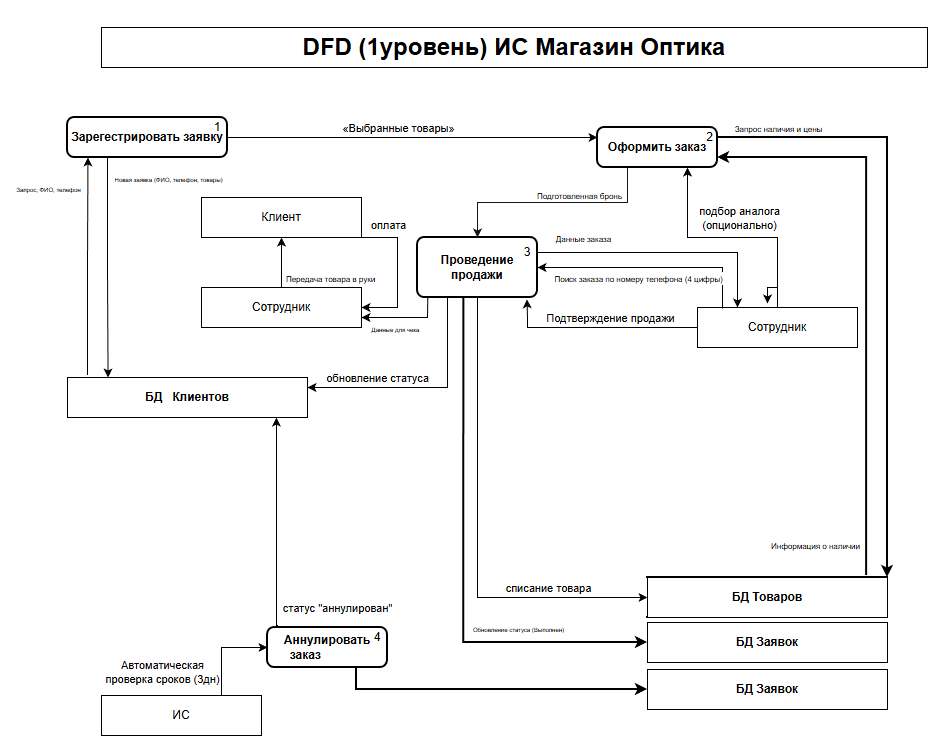 DFD (1уровень) ИС Магазин Оптика
1
Зарегестрировать заявку
«Выбранные товары»
2
Оформить заказ
Запрос наличия и цены
Запрос, ФИО, телефон
Новая заявка (ФИО, телефон, товары)
Клиент
оплата
Подготовленная бронь
подбор аналога
(опционально)
3
Проведение
продажи
Данные заказа
Передача товара в руки
Поиск заказа по номеру телефона (4 цифры)
Сотрудник
Данные для чека
Подтверждение продажи
Сотрудник
обновление статуса
БД Клиентов
Информация о наличии
списание товара
БД Товаров
статус "аннулирован"
Обновление статуса (Выполнен)
БД Заявок
Аннулировать 4
заказ
Автоматическая
проверка сроков (3дн)
БД Заявок
ИС